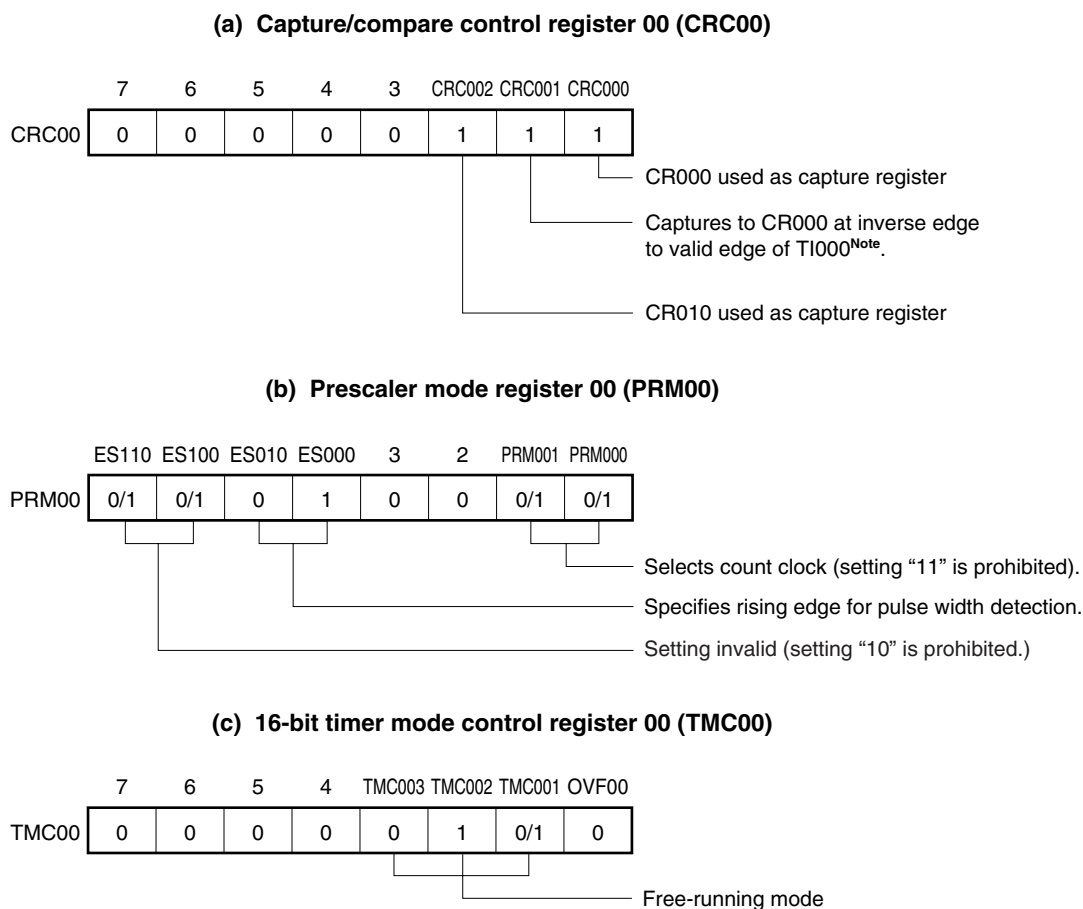 (a) Capture/compare control register 00 (CRC00)
7 6 5 4 3 CRC002 CRC001 CRC000
CRC00 0 0 0 0 0 1 1 1
CR000 used as capture register
Captures to CR000 at inverse edge
to valid edge of TI000Note.
CR010 used as capture register
(b) Prescaler mode register 00 (PRM00)
ES110 ES100 ES010 ES000 3 2 PRM001 PRM000
PRM00 0/1 0/1 0 1 0 0 0/1 0/1
Selects count clock (setting “11” is prohibited).
Specifies rising edge for pulse width detection.
Setting invalid (setting “10” is prohibited.)
(c) 16-bit timer mode control register 00 (TMC00)
7 6 5 4 TMC003 TMC002 TMC001 OVF00
TMC00 0 0 0 0 0 1 0/1 0
Free-running mode